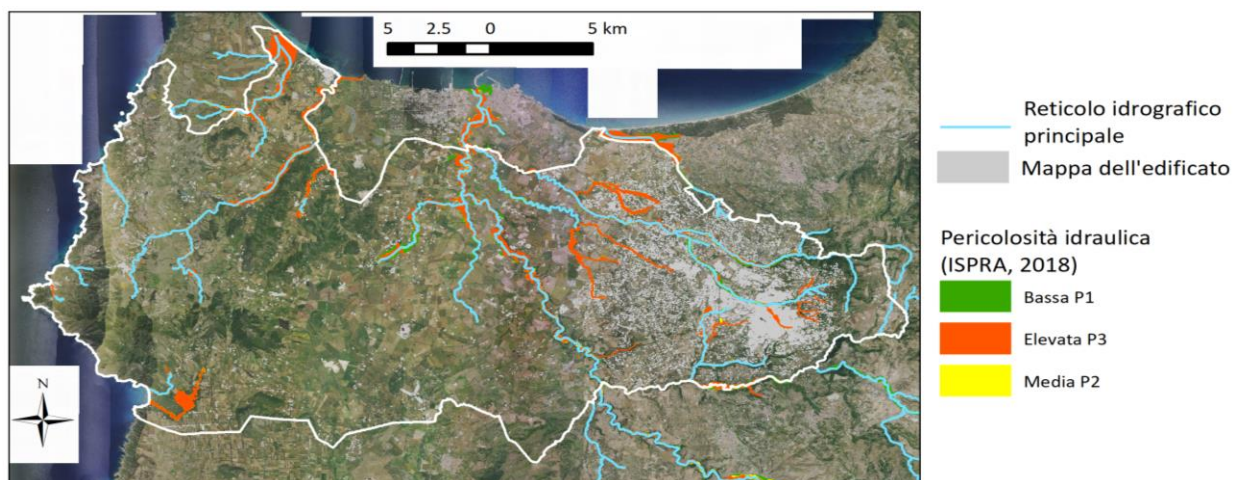 5 2.5 0 5 km
Reticolo idrografico
principale
Mappa dell'edificato
Pericolosità idraulica
(ISPRA, 2018)
Bassa P1
Elevata P3
Media P2
N